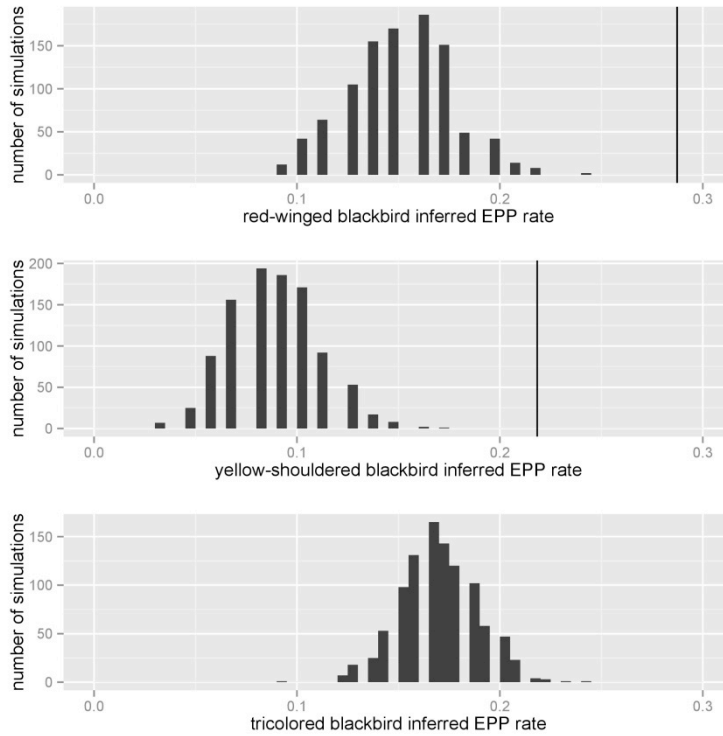 number of simulations
150
100
50
0
0.0 0.1 0.2 0.3
red-winged blackbird inferred EPP rate
number of simulations
200
150
100
50
0
0.0 0.1 0.2 0.3
yellow-shouldered blackbird inferred EPP rate
number of simulations
150
100
50
0
0.0 0.1 0.2 0.3
tricolored blackbird inferred EPP rate